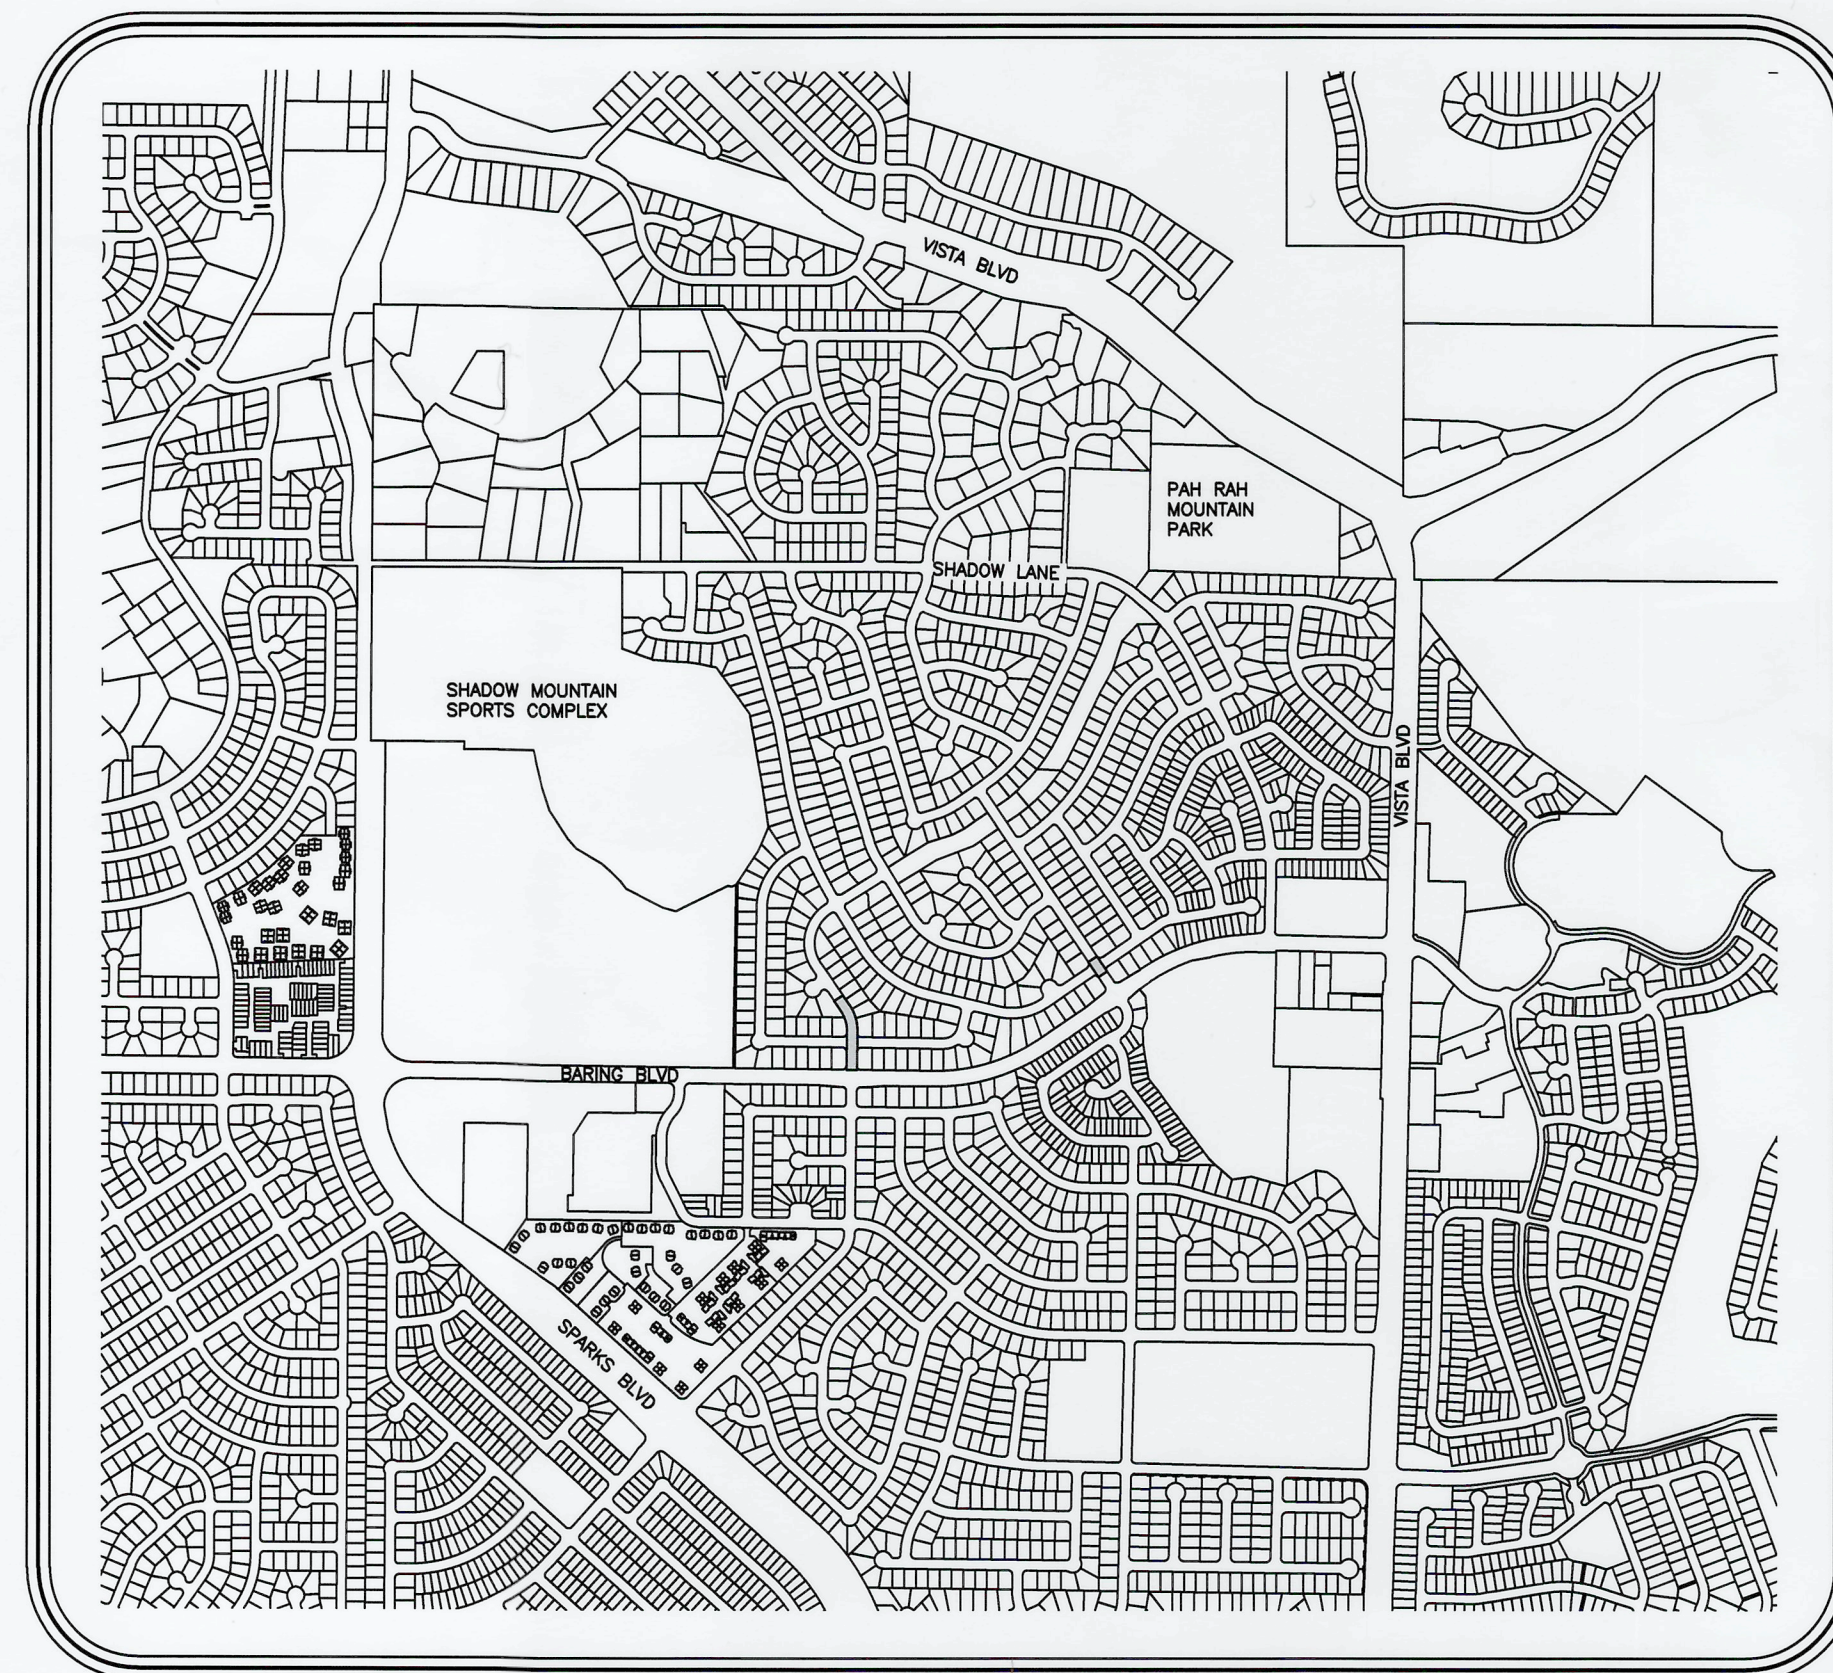 VISTA BLVD
PAH RAH
MOUNTAIN
PARK
SHADOW LANE
SHADOW MOUNTAIN
SPORTS COMPLEX
VISTA BLVD
BARING BLVD
SPARKS BLVD